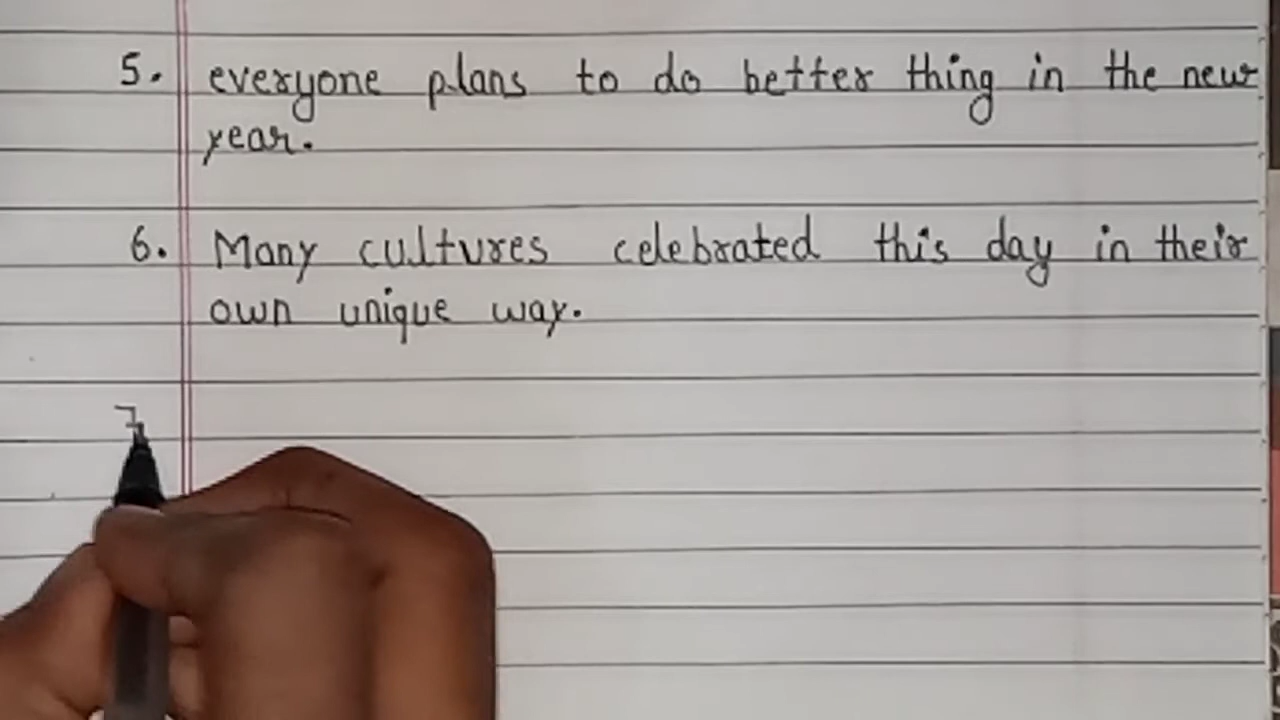 5. everyone plans to do better thing in the new
year.
6. Many cultures celebrated this day in their
own unique way.
7